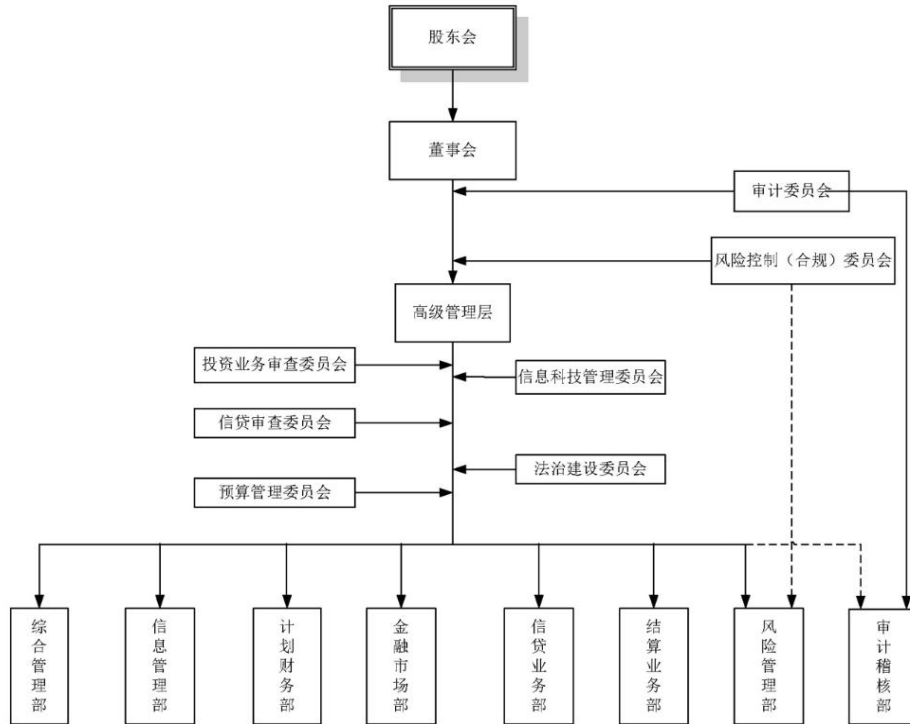 股东会
董事会
审计委员会
风险控制（合规）委员会
高级管理层
投资业务审查委员会
信息科技管理委员会
信贷审查委员会
法治建设委员会
预算管理委员会
综合管理部
信息管理部
计划财务部
金融市场部
信贷业务部
结算业务部
风险管理部
审计稽核部